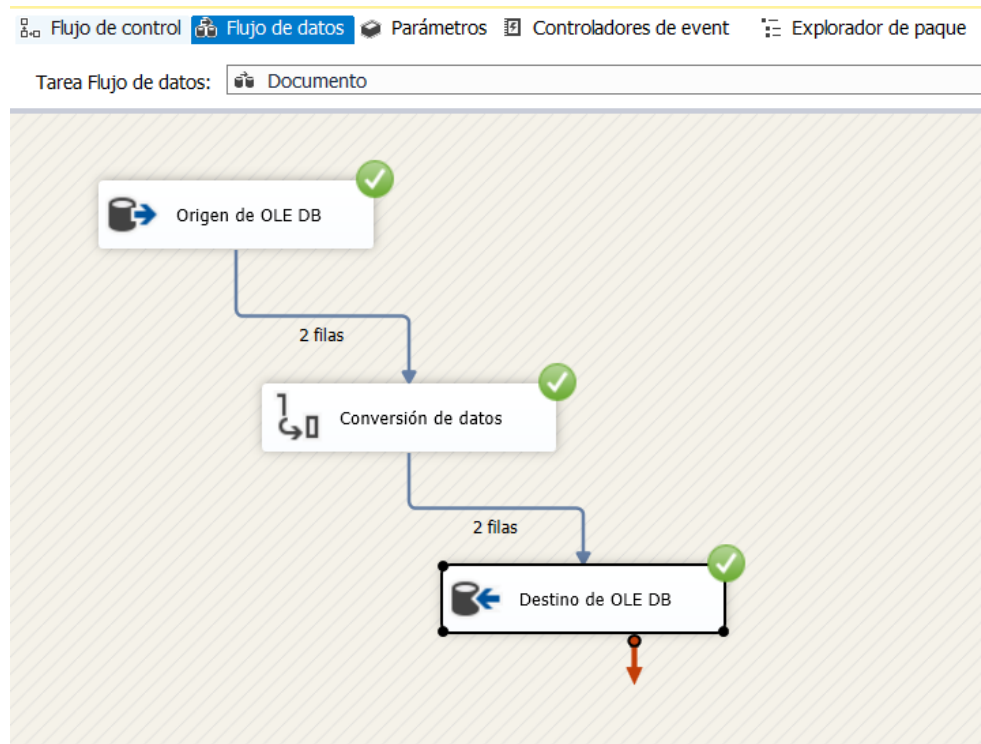 Flujo de control Flujo de datos Parámetros Controladores de event Explorador de paque
Tarea Flujo de datos: Documento
Origen de OLE DB
2 filas
Conversión de datos
2 filas
Destino de OLE DB